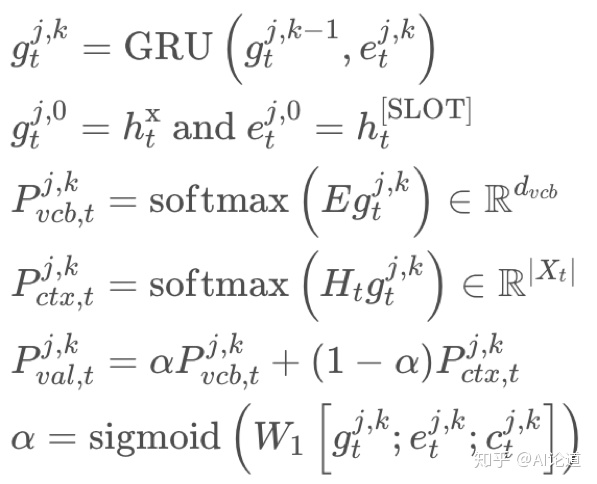 g_t^{j,k} = GRU ( g_t^{j,k-1}, e_t^{j,k} )
g_t^{j,0} = h_t^{x} and e_t^{j,0} = h_t^{[SLOT]}
P_{vcb,t}^{j,k} = softmax ( E g_t^{j,k} ) ∈ ℝ^{d_{vcb}}
P_{ctx,t}^{j,k} = softmax ( H_t g_t^{j,k} ) ∈ ℝ^{|X_t|}
P_{val,t}^{j,k} = α P_{vcb,t}^{j,k} + (1 − α) P_{ctx,t}^{j,k}
α = sigmoid ( W_1 [ g_t^{j,k}; e_t^{j,k}; c_t^{j,k} ] )
知乎 @AI论道